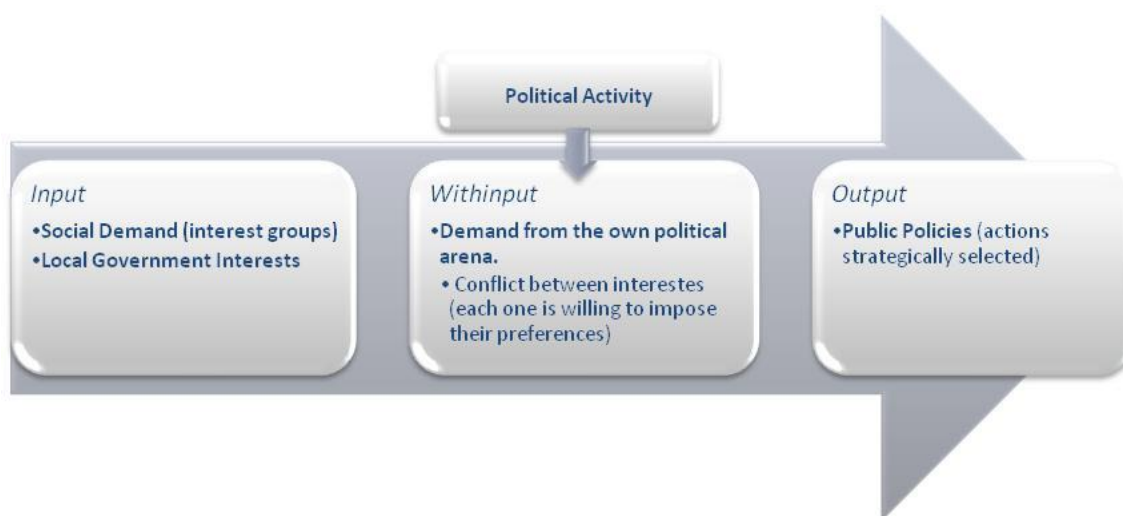 Political Activity
Input
•Social Demand (interest groups)
•Local Government Interests
Withinput
•Demand from the own political
arena.
• Conflict between interestes
(each one is willing to impose
their preferences)
Output
•Public Policies (actions
strategically selected)